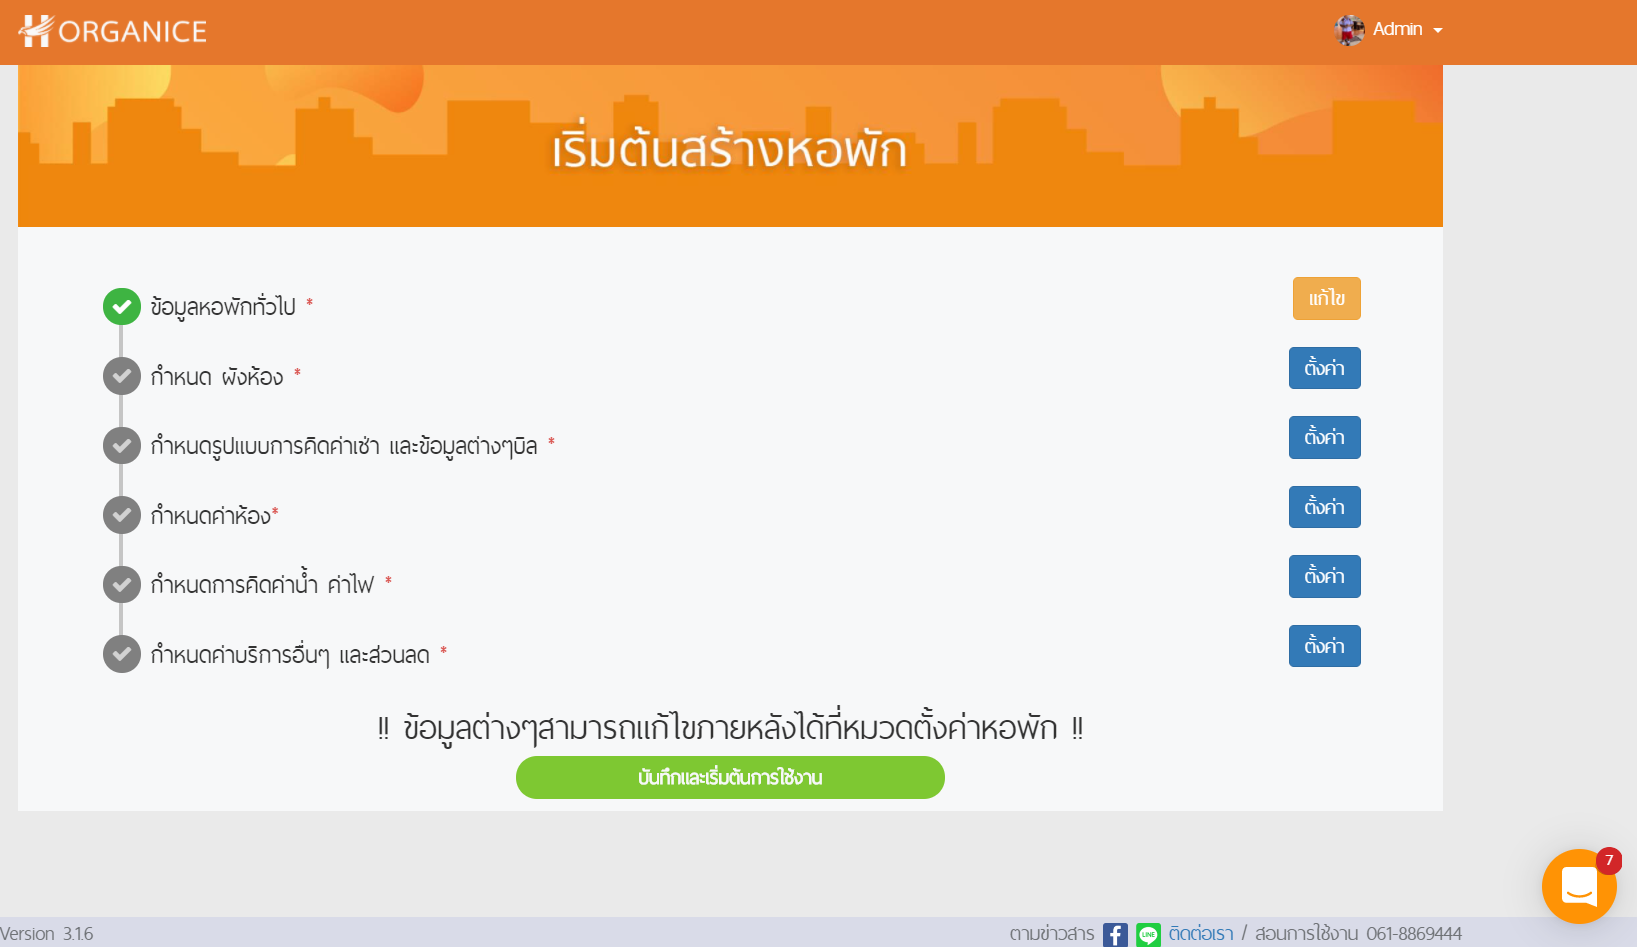 HORGANICE
Admin
เริ่มต้นสร้างหอพัก
ข้อมูลหอพักทั่วไป *
แก้ไข
กำหนด ผังห้อง *
ตั้งค่า
กำหนดรูปแบบการคิดค่าเช่า และข้อมูลต่างๆบิล *
ตั้งค่า
กำหนดค่าห้อง*
ตั้งค่า
กำหนดการคิดค่าน้ำ ค่าไฟ *
ตั้งค่า
กำหนดค่าบริการอื่นๆ และส่วนลด *
ตั้งค่า
!! ข้อมูลต่างๆสามารถแก้ไขภายหลังได้ที่หมวดตั้งค่าหอพัก !!
บันทึกและเริ่มต้นการใช้งาน
7
Version 3.1.6
ตามข่าวสาร f LINE ติดต่อเรา / สอนการใช้งาน 061-8869444